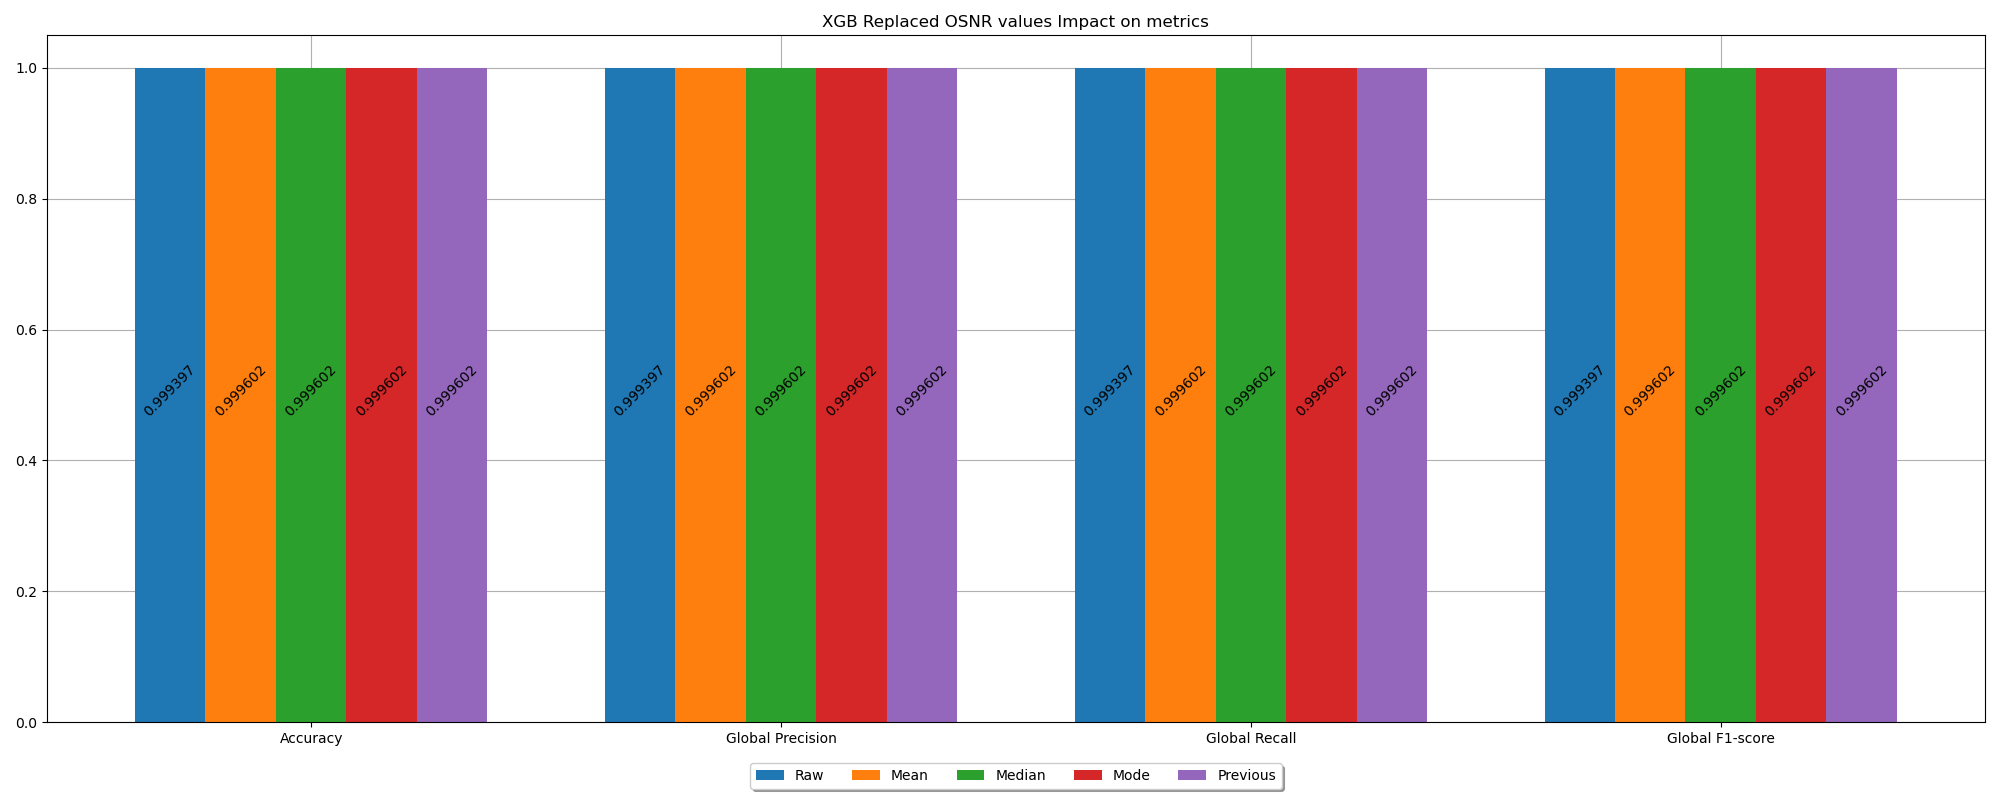 XGB Replaced OSNR values Impact on metrics
1.0
0.8
0.6
0.4
0.2
0.0
0.999397 0.999602 0.999602 0.999602 0.999602 0.999397 0.999602 0.999602 0.999602 0.999602 0.999397 0.999602 0.999602 0.999602 0.999602 0.999397 0.999602 0.999602 0.999602 0.999602
Accuracy Global Precision Global Recall Global F1-score
Raw Mean Median Mode Previous